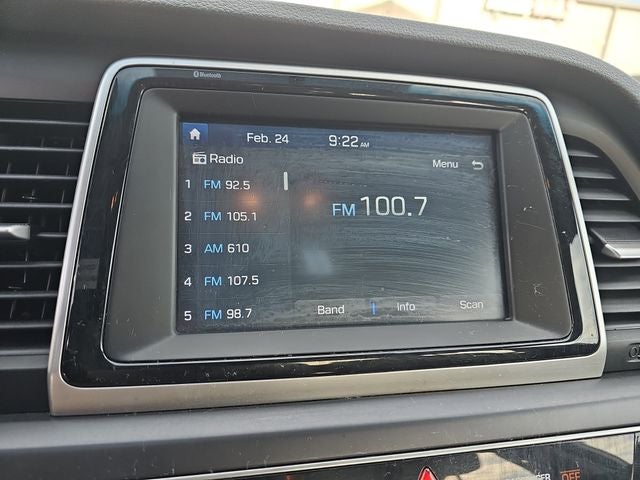 Bluetooth
Feb. 24 9:22 AM
Radio Menu
1 FM 92.5
2 FM 105.1
3 AM 610
4 FM 107.5
5 FM 98.7
FM 100.7
Band Info Scan
OFF